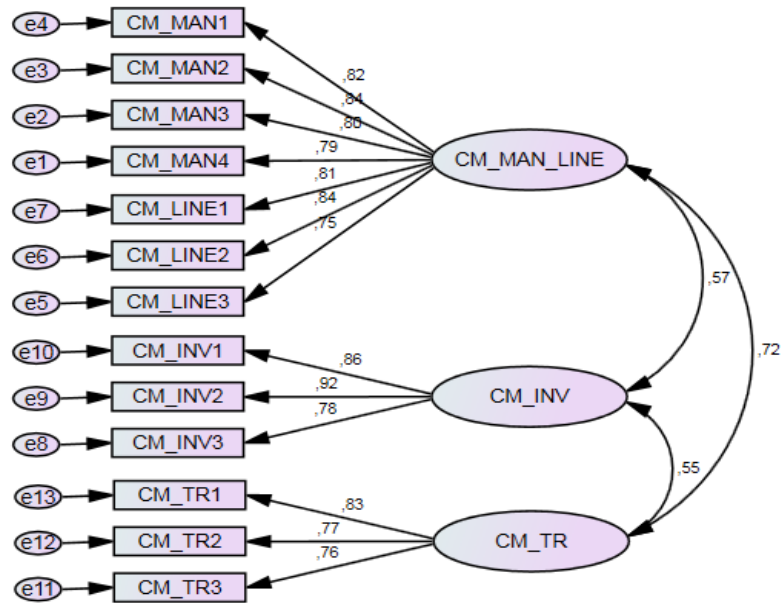 e4 CM_MAN1
,82
e3 CM_MAN2
,84
e2 CM_MAN3
e1 CM_MAN4 ,79 CM_MAN_LINE
,81
e7 CM_LINE1
,84
e6 CM_LINE2
,75
e5 CM_LINE3
,57
,72
e10 CM_INV1
,86
e9 CM_INV2 ,92 CM_INV
,78
e8 CM_INV3
,55
e13 CM_TR1
,83
e12 CM_TR2 ,77 CM_TR
,76
e11 CM_TR3